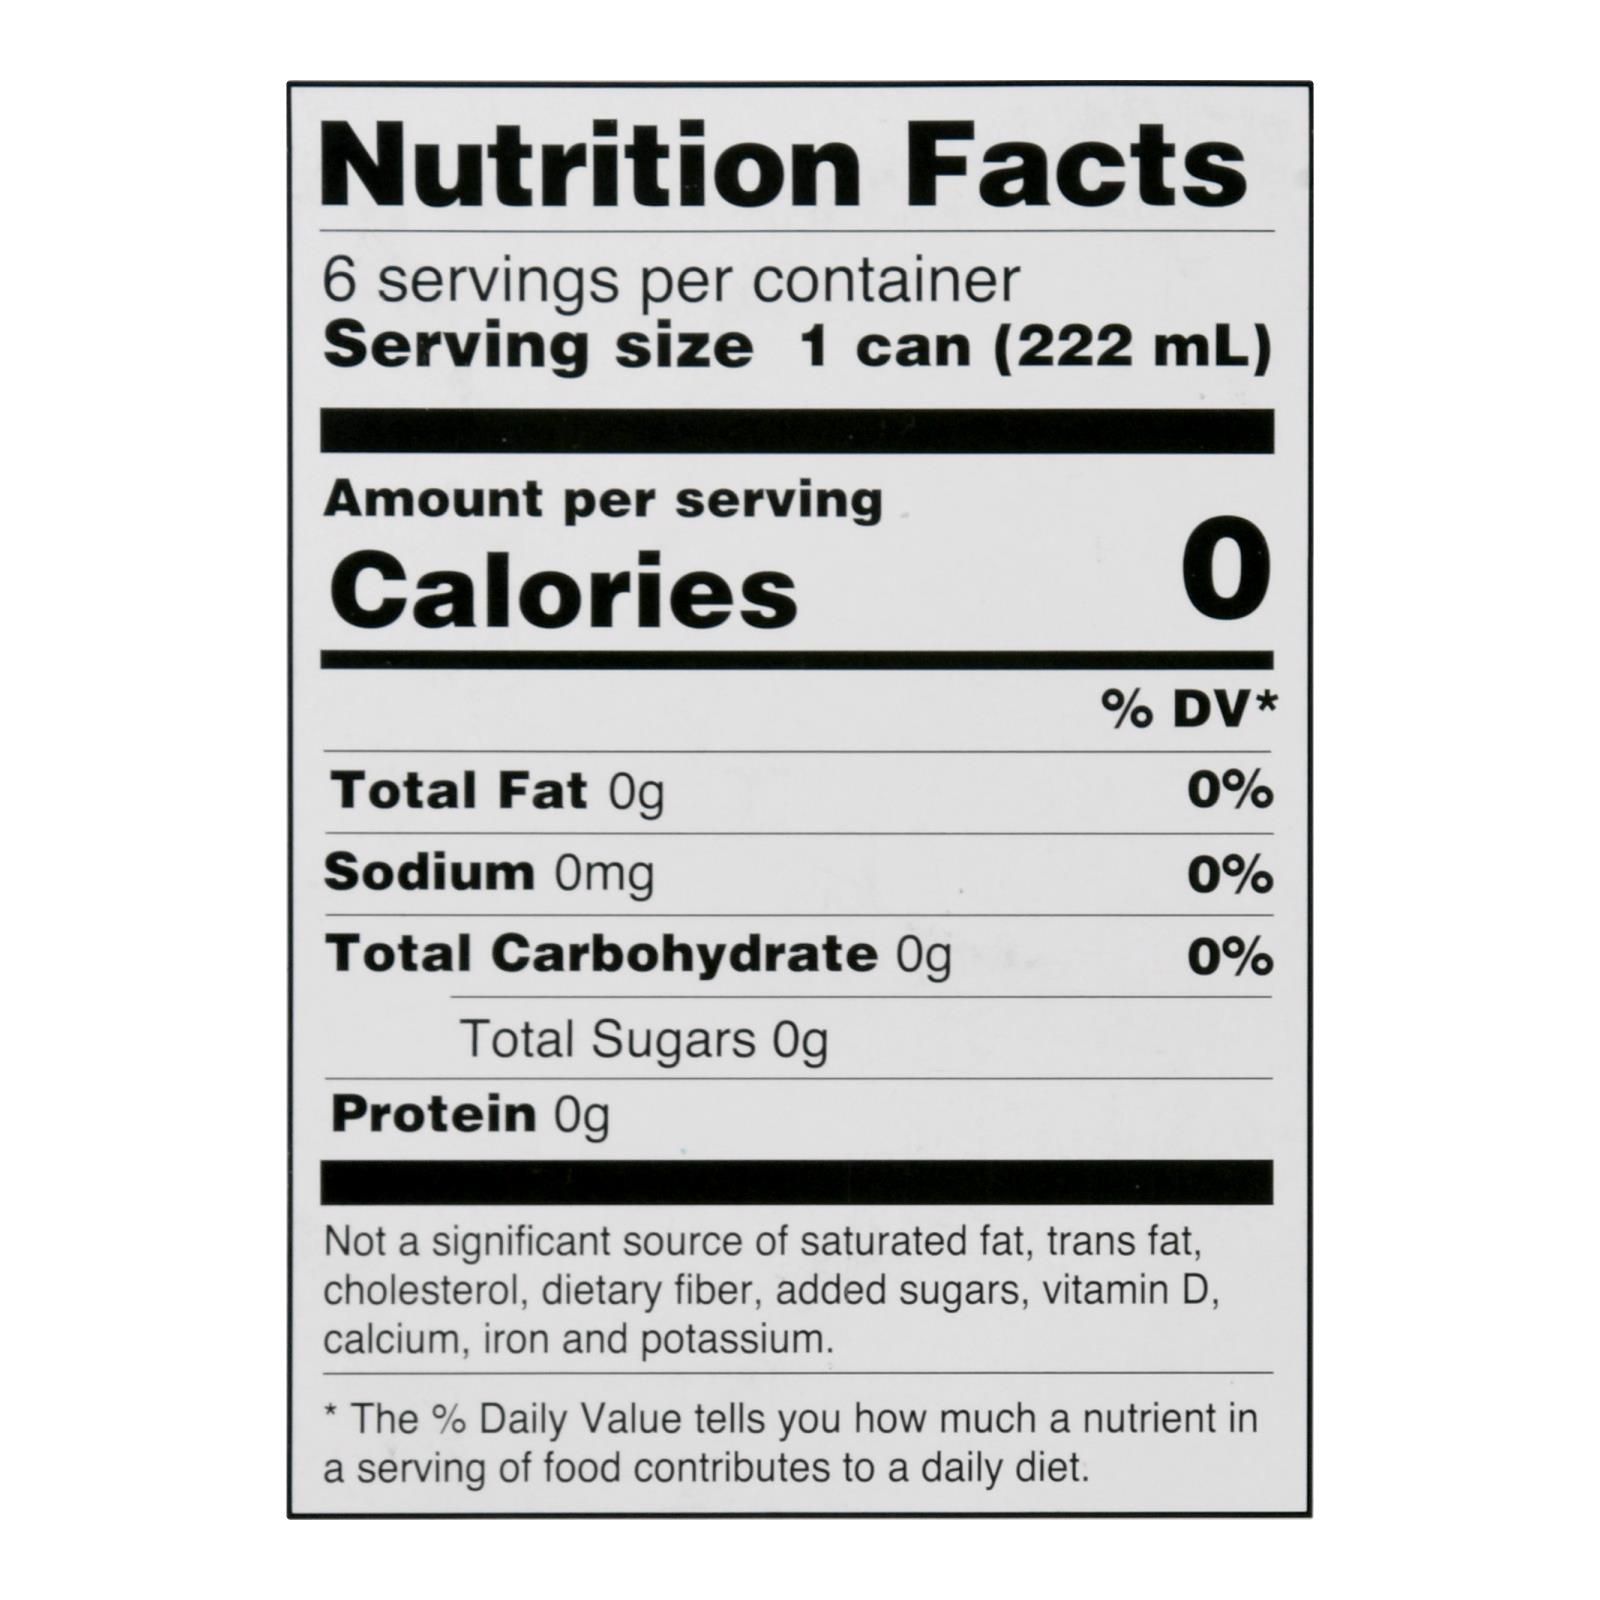 Nutrition Facts
6 servings per container
Serving size 1 can (222 mL)
Amount per serving
Calories 0
% DV*
Total Fat 0g 0%
Sodium 0mg 0%
Total Carbohydrate 0g 0%
Total Sugars 0g
Protein 0g
Not a significant source of saturated fat, trans fat,
cholesterol, dietary fiber, added sugars, vitamin D,
calcium, iron and potassium.
* The % Daily Value tells you how much a nutrient in
a serving of food contributes to a daily diet.